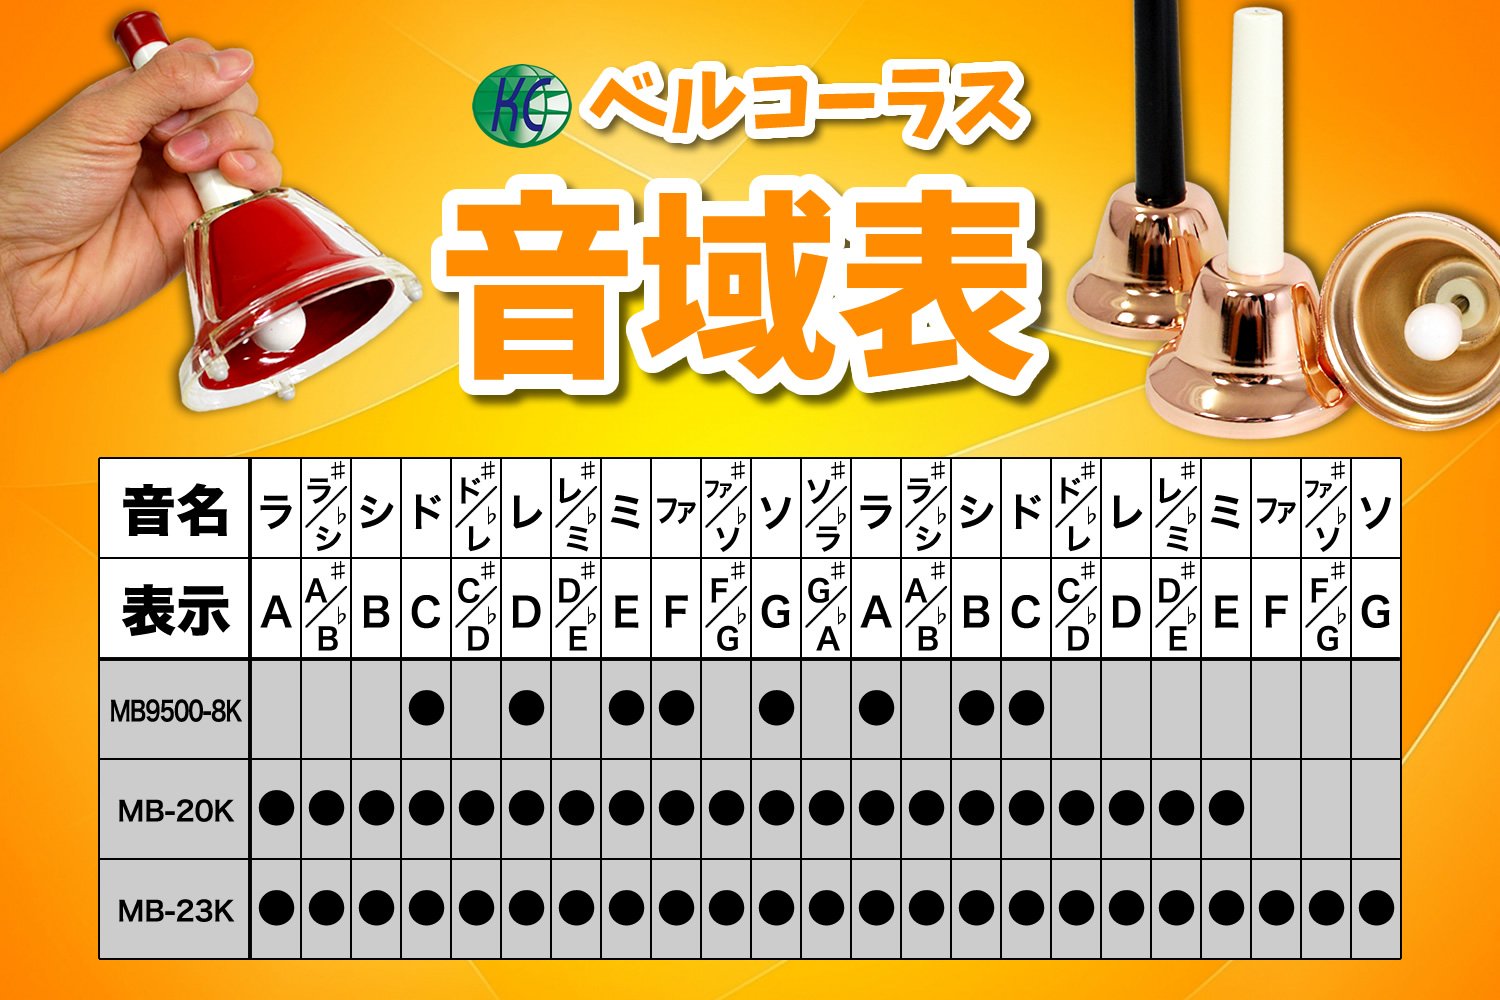 KC ベルコーラス
音域表
音名 ラ ラ♯/シ♭ シ ド ド♯/レ♭ レ レ♯/ミ♭ ミ ファ ファ♯/ソ♭ ソ ソ♯/ラ♭ ラ ラ♯/シ♭ シ ド ド♯/レ♭ レ レ♯/ミ♭ ミ ファ ファ♯/ソ♭ ソ
表示 A A♯/B♭ B C C♯/D♭ D D♯/E♭ E F F♯/G♭ G G♯/A♭ A A♯/B♭ B C C♯/D♭ D D♯/E♭ E F F♯/G♭ G
MB9500-8K ● ● ● ● ● ● ● ●
MB-20K ● ● ● ● ● ● ● ● ● ● ● ● ● ● ● ● ● ● ● ●
MB-23K ● ● ● ● ● ● ● ● ● ● ● ● ● ● ● ● ● ● ● ● ● ● ●